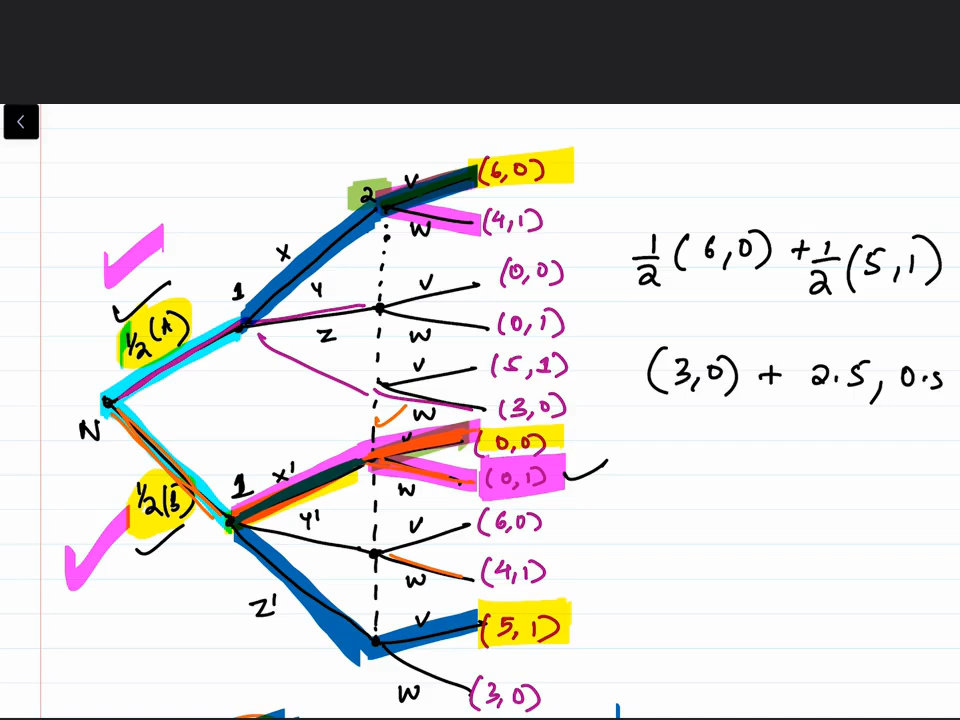 V (6,0)
2
W (4,1)
X
V (0,0)
1 Y
1/2 (A)
Z
W (0,1)
V (5,1)
N
W (3,0)
V (0,0)
1 X'
W (0,1)
1/2 (B)
Y'
V (6,0)
W (4,1)
Z'
V (5,1)
W (3,0)
1/2 (6,0) + 1/2 (5,1)
(3,0) + 2.5, 0.5